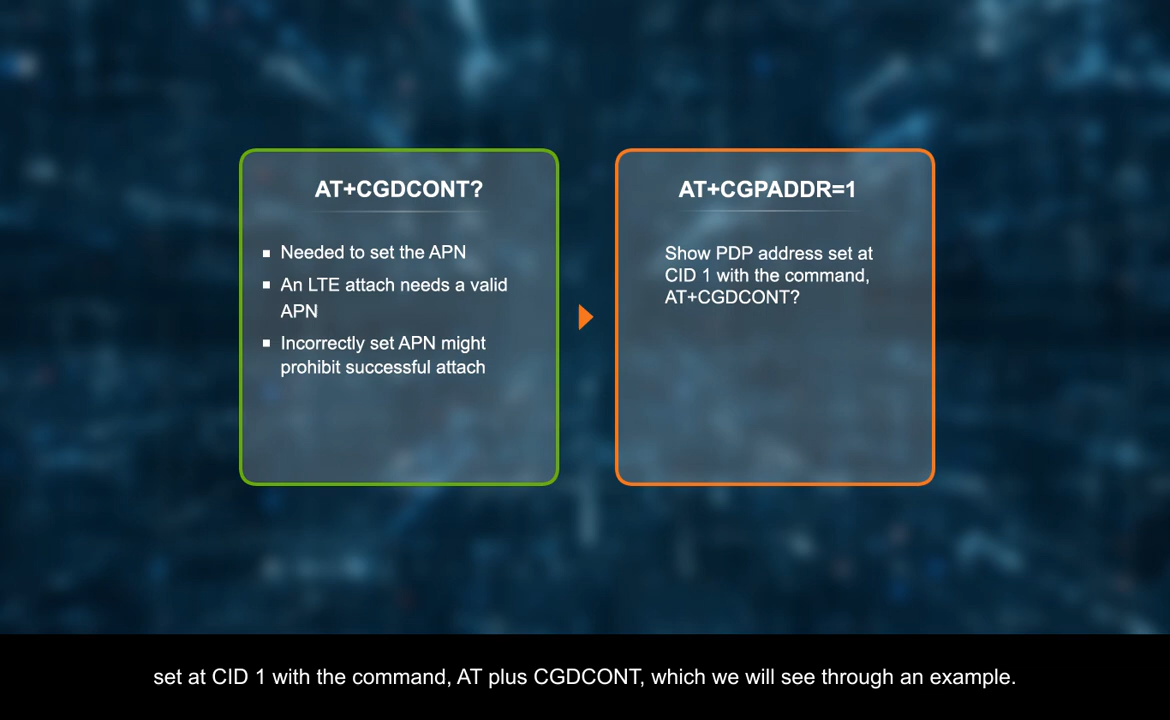 AT+CGDCONT?
▪ Needed to set the APN
▪ An LTE attach needs a valid
APN
▪ Incorrectly set APN might
prohibit successful attach
AT+CGPADDR=1
Show PDP address set at
CID 1 with the command,
AT+CGDCONT?
set at CID 1 with the command, AT plus CGDCONT, which we will see through an example.